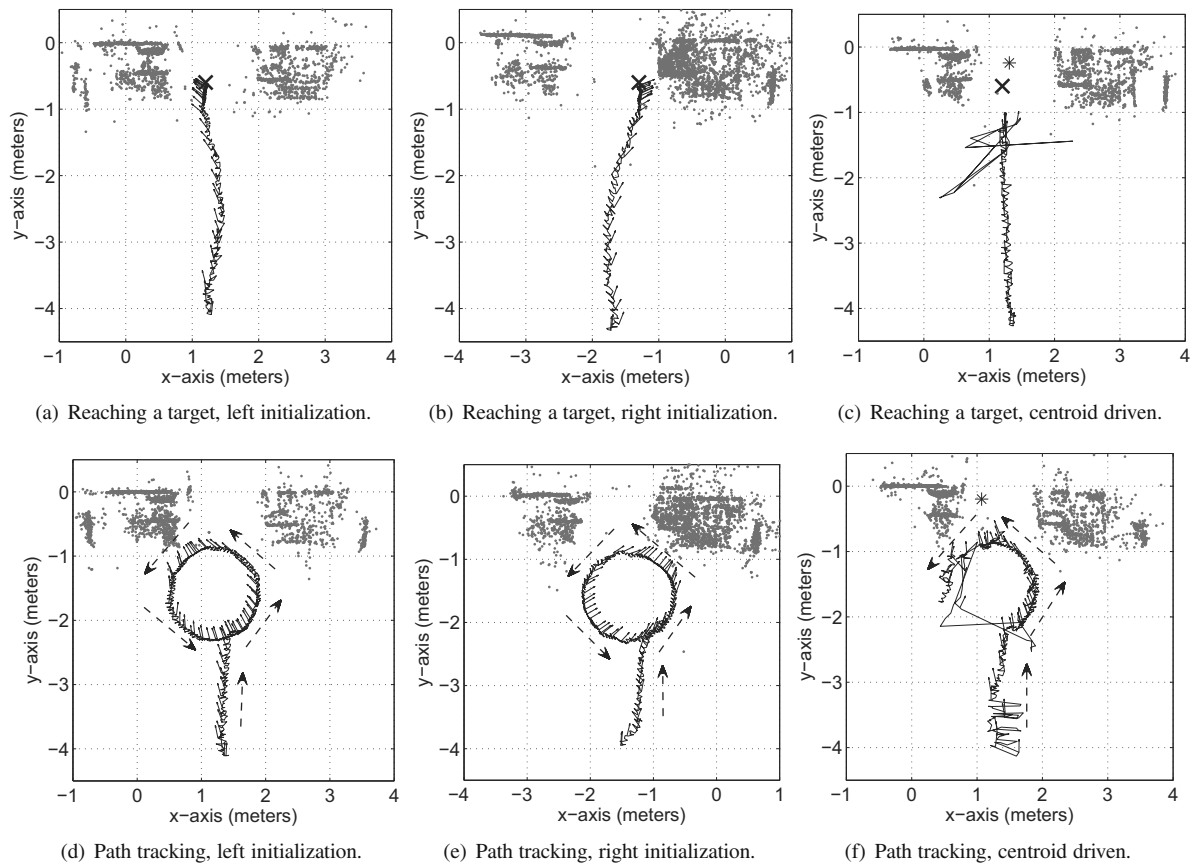 0
−1
−2
−3
−4
y−axis (meters)
−1 0 1 2 3 4
x−axis (meters)
(a) Reaching a target, left initialization.
0
−1
−2
−3
−4
y−axis (meters)
−4 −3 −2 −1 0 1
x−axis (meters)
(b) Reaching a target, right initialization.
0
−1
−2
−3
−4
y−axis (meters)
−1 0 1 2 3 4
x−axis (meters)
(c) Reaching a target, centroid driven.
0
−1
−2
−3
−4
y−axis (meters)
−1 0 1 2 3 4
x−axis (meters)
(d) Path tracking, left initialization.
0
−1
−2
−3
−4
y−axis (meters)
−4 −3 −2 −1 0 1
x−axis (meters)
(e) Path tracking, right initialization.
0
−1
−2
−3
−4
y−axis (meters)
−1 0 1 2 3 4
x−axis (meters)
(f) Path tracking, centroid driven.